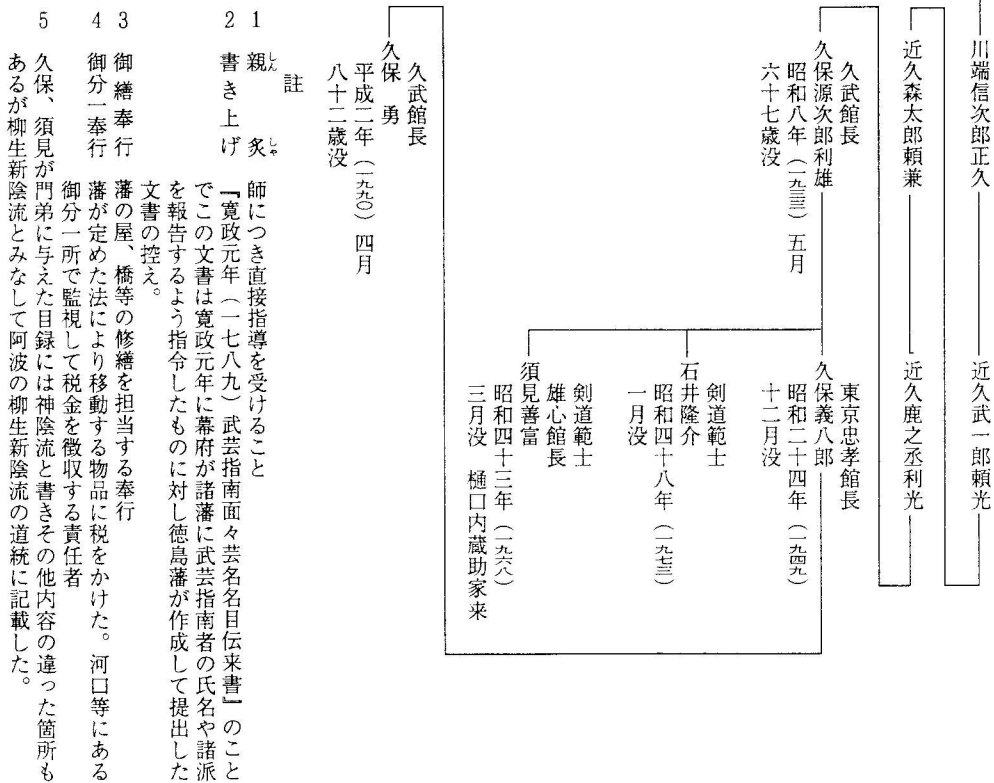 川端信次郎正久
近久武一郎頼光
近久森太郎頼兼
近久鹿之丞利光
久武館長
久保源次郎利雄
昭和八年（一九三三）五月
六十七歳没
東京忠孝館長
久保義八郎
昭和二十四年（一九四九）
十二月没
剣道範士
石井隆介
昭和四十八年（一九七三）
一月没
剣道範士
雄心館長
須見善富
昭和四十三年（一九六八）
三月没　樋口内蔵助家来
久武館長
久保　勇
平成二年（一九九〇）四月
八十二歳没
註
1　親炙　師につき直接指導を受けること
しんしゃ
2　書き上げ　『寛政元年（一七八九）武芸指南面々芸名名目伝来書』のこと
でこの文書は寛政元年に幕府が諸藩に武芸指南者の氏名や諸派
を報告するよう指令したものに対し徳島藩が作成して提出した
文書の控え。
3　御繕奉行　藩の屋、橋等の修繕を担当する奉行
4　御分一奉行　藩が定めた法により移動する物品に税をかけた。河口等にある
御分一所で監視して税金を徴収する責任者
5　久保、須見が門弟に与えた目録には神陰流と書きその他内容の違った箇所も
あるが柳生新陰流とみなして阿波の柳生新陰流の道統に記載した。